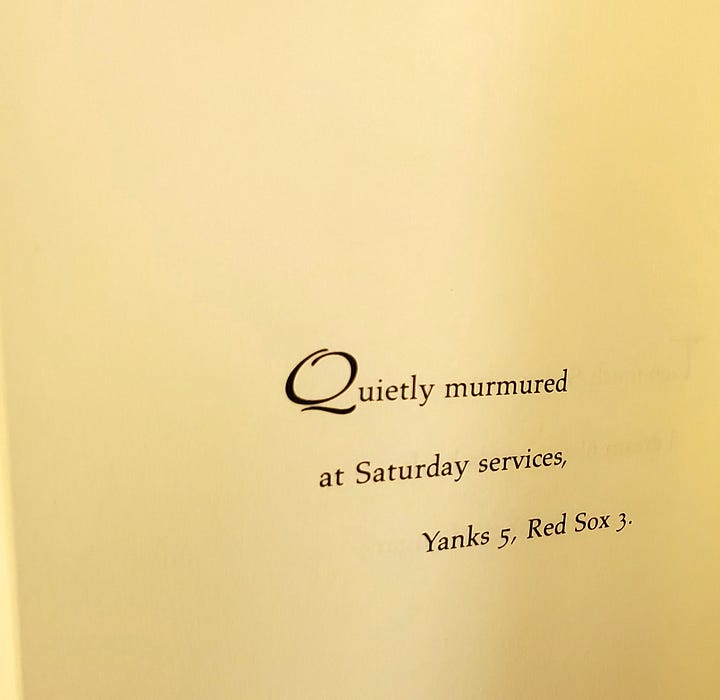 Quietly murmured
at Saturday services,
Yanks 5, Red Sox 3.